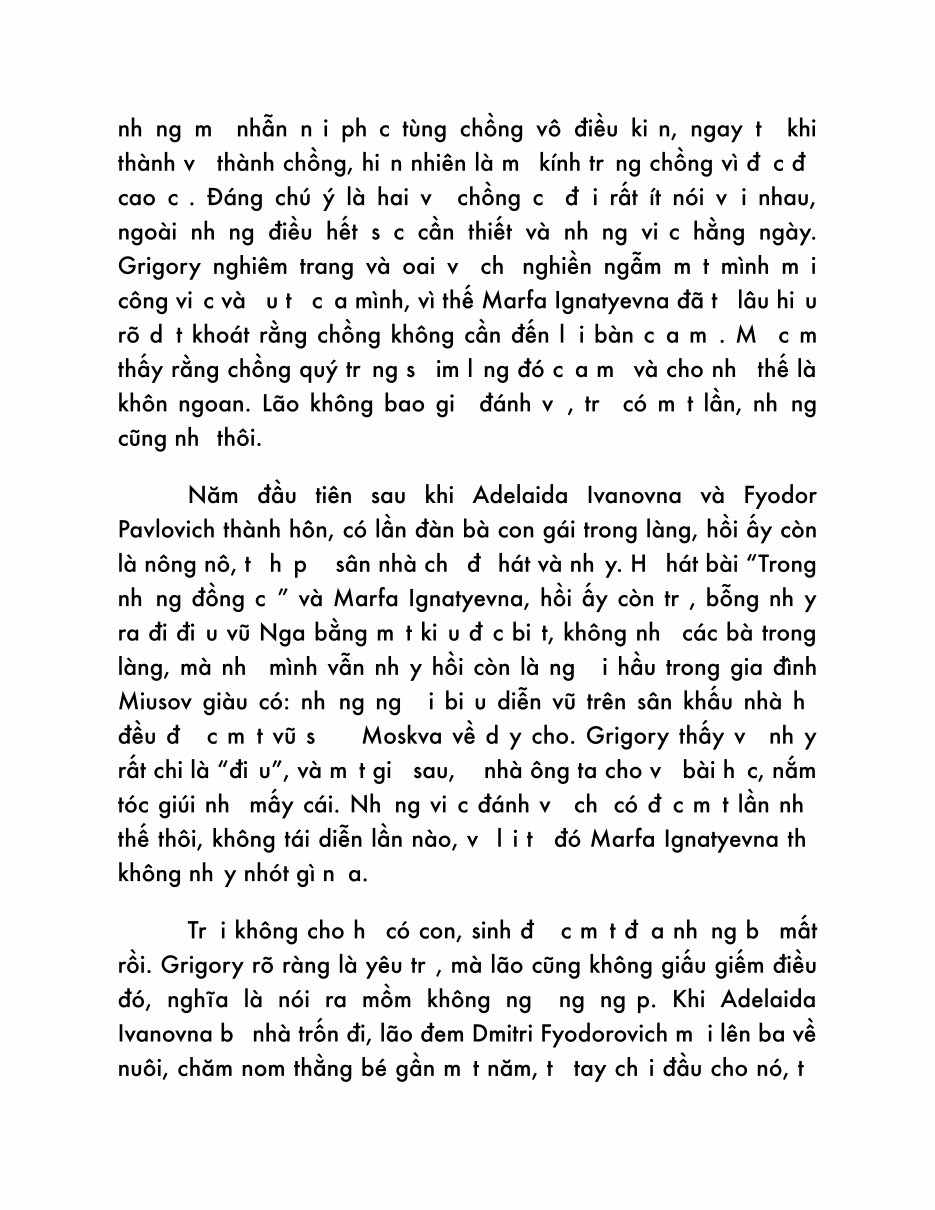 nh ng m nhẫn n i ph c tùng chồng vô điều ki n, ngay t khi
thành v thành chồng, hi n nhiên là m kính tr ng chồng vì đ c đ
cao c . Đáng chú ý là hai v chồng c đ i rất ít nói v i nhau,
ngoài nh ng điều hết s c cần thiết và nh ng vi c hằng ngày.
Grigory nghiêm trang và oai v ch nghiền ngẫm m t mình m i
công vi c và u t c a mình, vì thế Marfa Ignatyevna đã t lâu hi u
rõ d t khoát rằng chồng không cần đến l i bàn c a m . M c m
thấy rằng chồng quý tr ng s im l ng đó c a m và cho nh thế là
khôn ngoan. Lão không bao gi đánh v , tr có m t lần, nh ng
cũng nh thôi.
Năm đầu tiên sau khi Adelaida Ivanovna và Fyodor
Pavlovich thành hôn, có lần đàn bà con gái trong làng, hồi ấy còn
là nông nô, t h p sân nhà ch đ hát và nh y. H hát bài “Trong
nh ng đồng c ” và Marfa Ignatyevna, hồi ấy còn tr , bỗng nh y
ra đi đi u vũ Nga bằng m t ki u đ c bi t, không nh các bà trong
làng, mà nh mình vẫn nh y hồi còn là ng i hầu trong gia đình
Miusov giàu có: nh ng ng i bi u diễn vũ trên sân khấu nhà h
đều đ c m t vũ s Moskva về d y cho. Grigory thấy v nh y
rất chi là “đi u”, và m t gi sau, nhà ông ta cho v bài h c, nắm
tóc giúi nh mấy cái. Nh ng vi c đánh v ch có đ c m t lần nh
thế thôi, không tái diễn lần nào, v l i t đó Marfa Ignatyevna th
không nh y nhót gì n a.
Tr i không cho h có con, sinh đ c m t đ a nh ng b mất
rồi. Grigory rõ ràng là yêu tr , mà lão cũng không giấu giếm điều
đó, nghĩa là nói ra mồm không ng ng ng p. Khi Adelaida
Ivanovna b nhà trốn đi, lão đem Dmitri Fyodorovich m i lên ba về
nuôi, chăm nom thằng bé gần m t năm, t tay ch i đầu cho nó, t